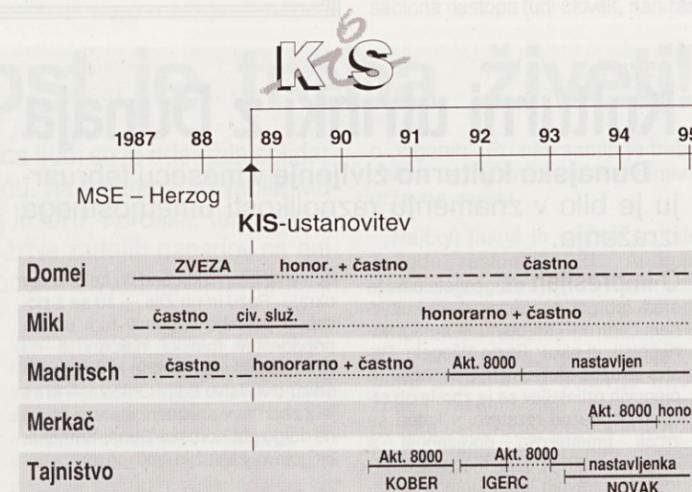 KiS
1987 88 89 90 91 92 93 94 95
MSE – Herzog
KIS-ustanovitev
Domej ZVEZA honor. + častno častno
Mikl častno civ. služ. honorarno + častno
Madritsch častno honorarno + častno Akt. 8000 nastavljen
Merkač Akt. 8000 hono
Tajništvo Akt. 8000 Akt. 8000 nastavljenka
KOBER IGERC NOVAK